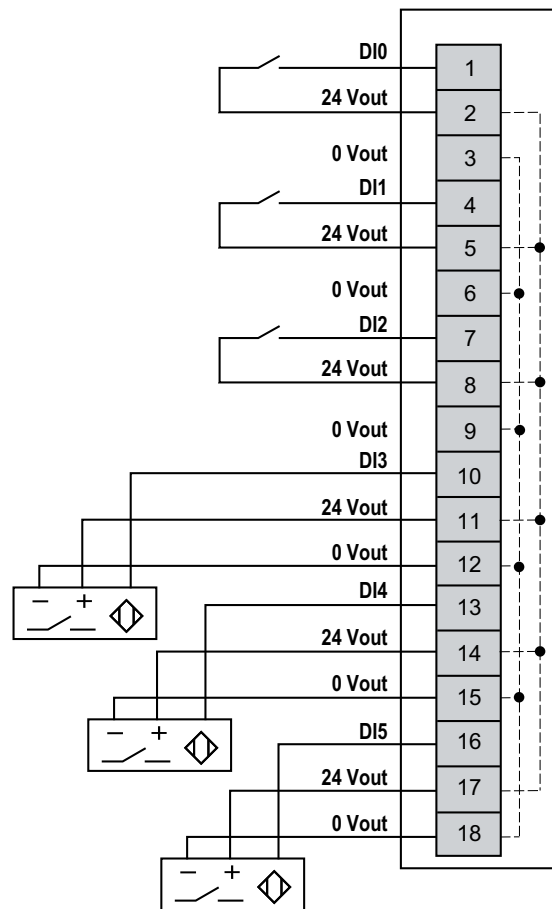 DI0 1
24 Vout 2
0 Vout 3
DI1 4
24 Vout 5
0 Vout 6
DI2 7
24 Vout 8
0 Vout 9
DI3 10
24 Vout 11
0 Vout 12
− +
DI4 13
24 Vout 14
0 Vout 15
− +
DI5 16
24 Vout 17
0 Vout 18
− +